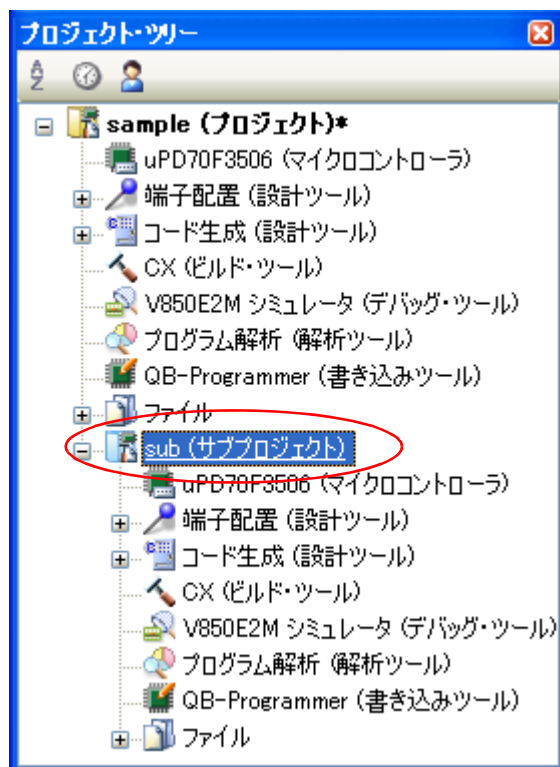 プロジェクト・ツリー
sample (プロジェクト)*
uPD70F3506 (マイクロコントローラ)
端子配置 (設計ツール)
コード生成 (設計ツール)
CX (ビルド・ツール)
V850E2M シミュレータ (デバッグ・ツール)
プログラム解析 (解析ツール)
QB-Programmer (書き込みツール)
ファイル
sub (サブプロジェクト)
uPD70F3506 (マイクロコントローラ)
端子配置 (設計ツール)
コード生成 (設計ツール)
CX (ビルド・ツール)
V850E2M シミュレータ (デバッグ・ツール)
プログラム解析 (解析ツール)
QB-Programmer (書き込みツール)
ファイル